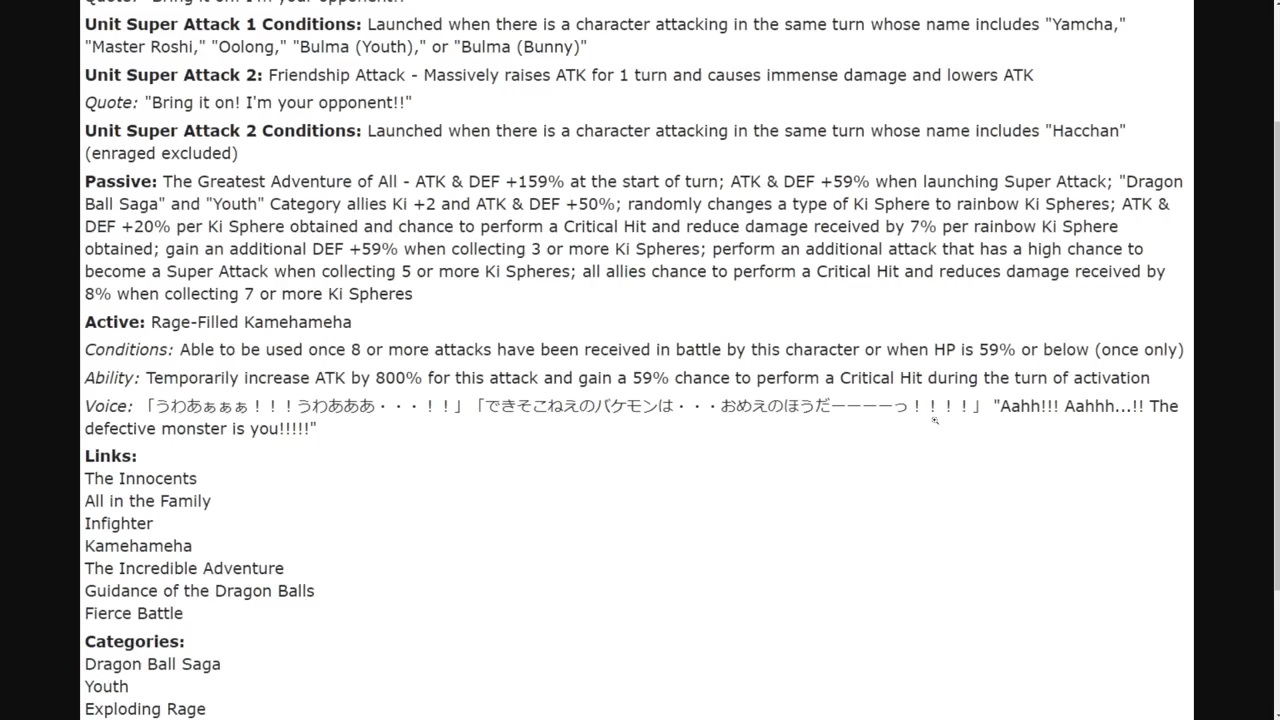 Unit Super Attack 1 Conditions: Launched when there is a character attacking in the same turn whose name includes "Yamcha,"
"Master Roshi," "Oolong," "Bulma (Youth)," or "Bulma (Bunny)"
Unit Super Attack 2: Friendship Attack - Massively raises ATK for 1 turn and causes immense damage and lowers ATK
Quote: "Bring it on! I'm your opponent!!"
Unit Super Attack 2 Conditions: Launched when there is a character attacking in the same turn whose name includes "Hacchan"
(enraged excluded)
Passive: The Greatest Adventure of All - ATK & DEF +159% at the start of turn; ATK & DEF +59% when launching Super Attack; "Dragon
Ball Saga" and "Youth" Category allies Ki +2 and ATK & DEF +50%; randomly changes a type of Ki Sphere to rainbow Ki Spheres; ATK &
DEF +20% per Ki Sphere obtained and chance to perform a Critical Hit and reduce damage received by 7% per rainbow Ki Sphere
obtained; gain an additional DEF +59% when collecting 3 or more Ki Spheres; perform an additional attack that has a high chance to
become a Super Attack when collecting 5 or more Ki Spheres; all allies chance to perform a Critical Hit and reduces damage received by
8% when collecting 7 or more Ki Spheres
Active: Rage-Filled Kamehameha
Conditions: Able to be used once 8 or more attacks have been received in battle by this character or when HP is 59% or below (once only)
Ability: Temporarily increase ATK by 800% for this attack and gain a 59% chance to perform a Critical Hit during the turn of activation
Voice: 「うわあぁぁぁ！！！うわあああ・・・！！」「できそこねえのバケモンは・・・おめえのほうだーーーーっ！！！！」 "Aahh!!! Aahhh...!! The
defective monster is you!!!!!"
Links:
The Innocents
All in the Family
Infighter
Kamehameha
The Incredible Adventure
Guidance of the Dragon Balls
Fierce Battle
Categories:
Dragon Ball Saga
Youth
Exploding Rage